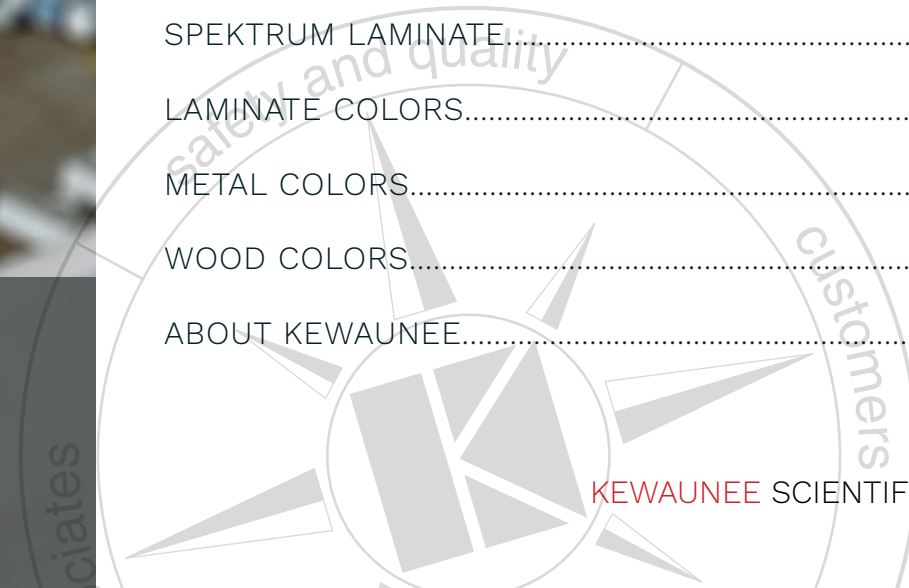 SPEKTRUM LAMINATE
LAMINATE COLORS
METAL COLORS
WOOD COLORS
ABOUT KEWAUNEE
KEWAUNEE SCIENTIF
safety and quality
customers
ciates